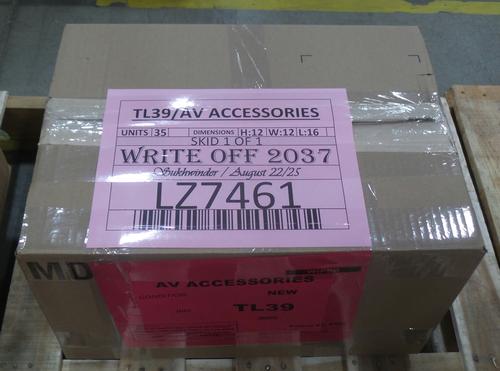 TL39/AV ACCESSORIES
UNITS 35 DIMENSIONS H:12 W:12 L:16
SKID 1 OF 1
WRITE OFF 2037
Sukhwinder / August 22/25
LZ7461
MD
AV ACCESSORIES
CONDITION NEW
TL39